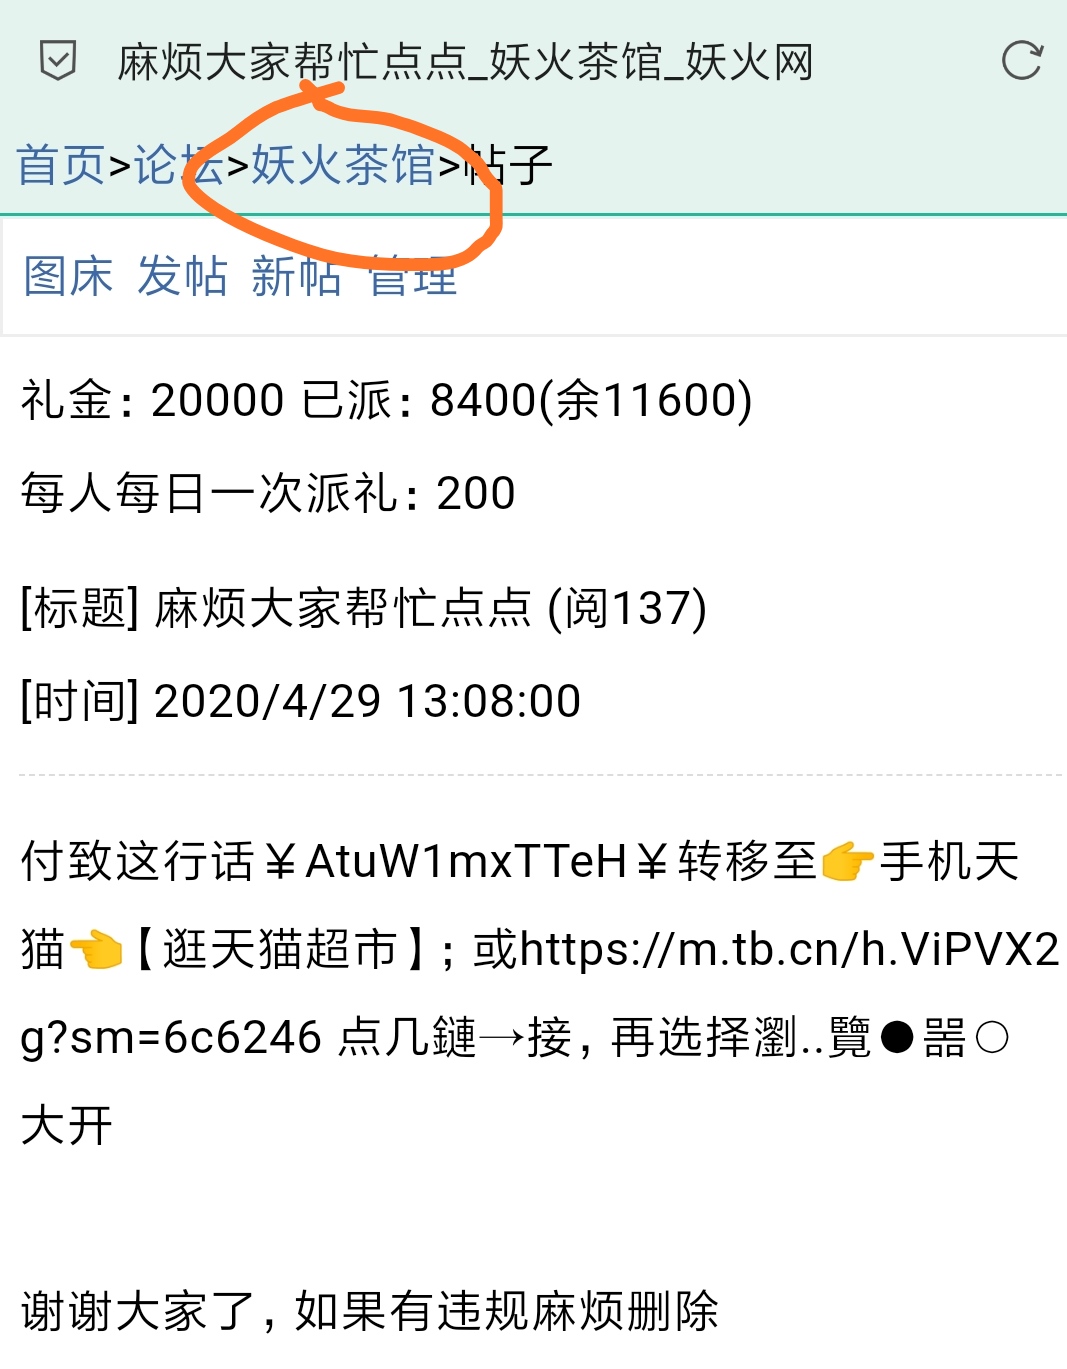 麻烦大家帮忙点点_妖火茶馆_妖火网
首页>论坛>妖火茶馆>帖子
图床 发帖 新帖 管理
礼金: 20000 已派: 8400(余11600)
每人每日一次派礼: 200
[标题] 麻烦大家帮忙点点 (阅137)
[时间] 2020/4/29 13:08:00
付致这行话￥AtuW1mxTTeH￥转移至👉手机天
猫👈【逛天猫超市】; 或https://m.tb.cn/h.ViPVX2
g?sm=6c6246 点几鏈→接, 再选择瀏..覽●噐○
大开
谢谢大家了, 如果有违规麻烦删除